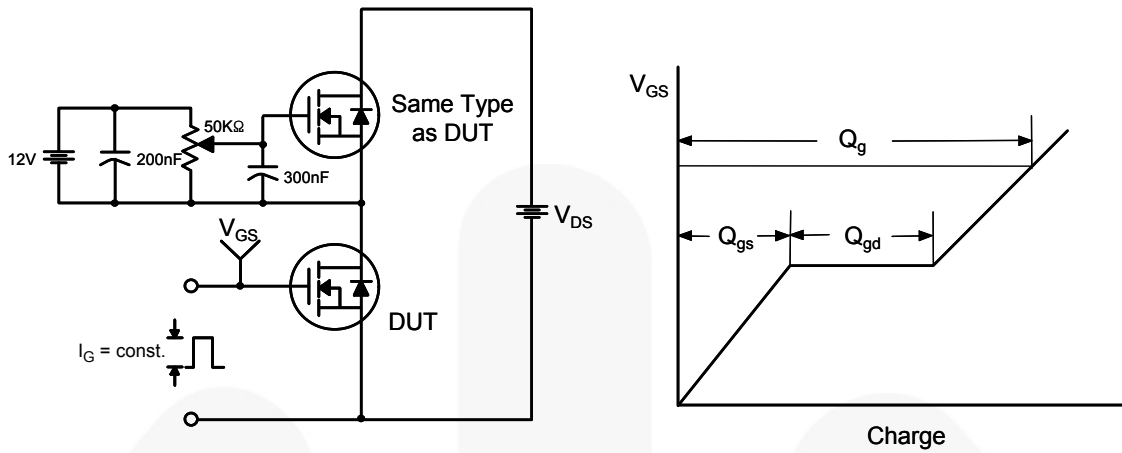 12V
200nF
50KΩ
300nF
Same Type
as DUT
V_DS
V_GS
DUT
I_G = const.
V_GS
Q_g
Q_gs
Q_gd
Charge